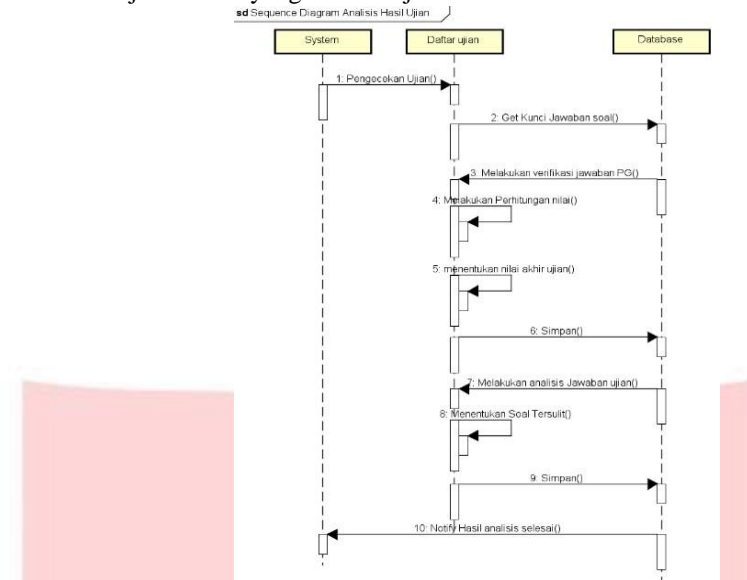 sd Sequence Diagram Analisis Hasil Ujian
System
Daftar ujian
Database
1: Pengecekan Ujian()
2: Get Kunci Jawaban soal()
3: Melakukan verifikasi jawaban PG()
4: Melakukan Perhitungan nilai()
5: menentukan nilai akhir ujian()
6: Simpan()
7: Melakukan analisis Jawaban ujian()
8: Menentukan Soal Tersulit()
9: Simpan()
10: Notify Hasil analisis selesai()